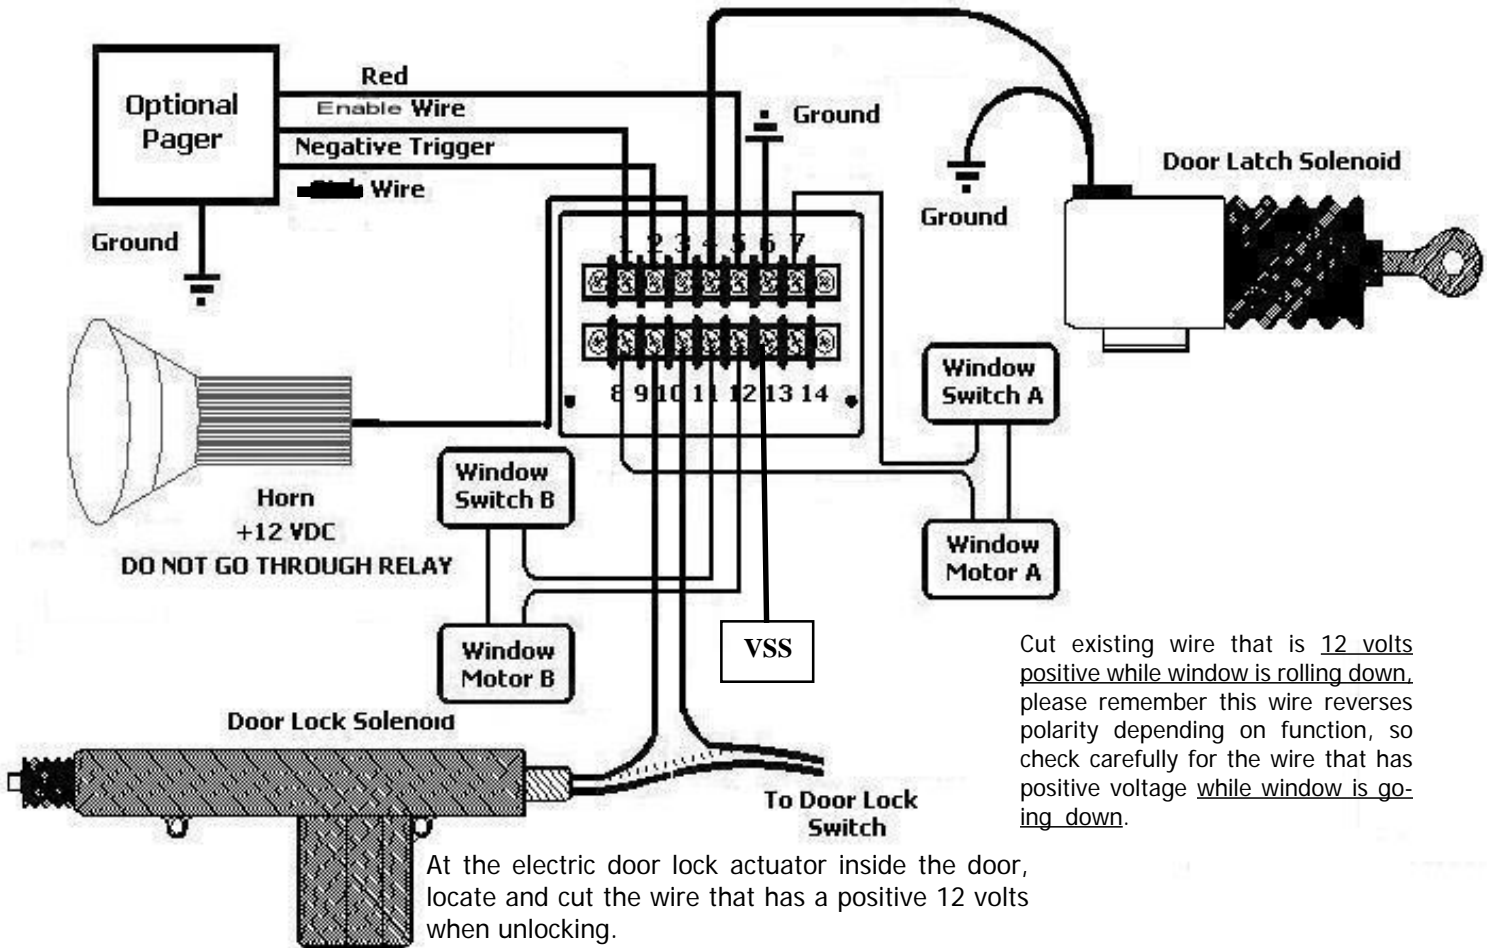 Optional
Pager
Red
Enable Wire
Negative Trigger
Wire
Ground
Ground
Ground
Door Latch Solenoid
1 2 3 4 5 6 7
8 9 10 11 12 13 14
Window
Switch A
Window
Motor A
Horn
+12 VDC
DO NOT GO THROUGH RELAY
Window
Switch B
Window
Motor B
VSS
Door Lock Solenoid
To Door Lock
Switch
Cut existing wire that is 12 volts
positive while window is rolling down,
please remember this wire reverses
polarity depending on function, so
check carefully for the wire that has
positive voltage while window is go-
ing down.
At the electric door lock actuator inside the door,
locate and cut the wire that has a positive 12 volts
when unlocking.